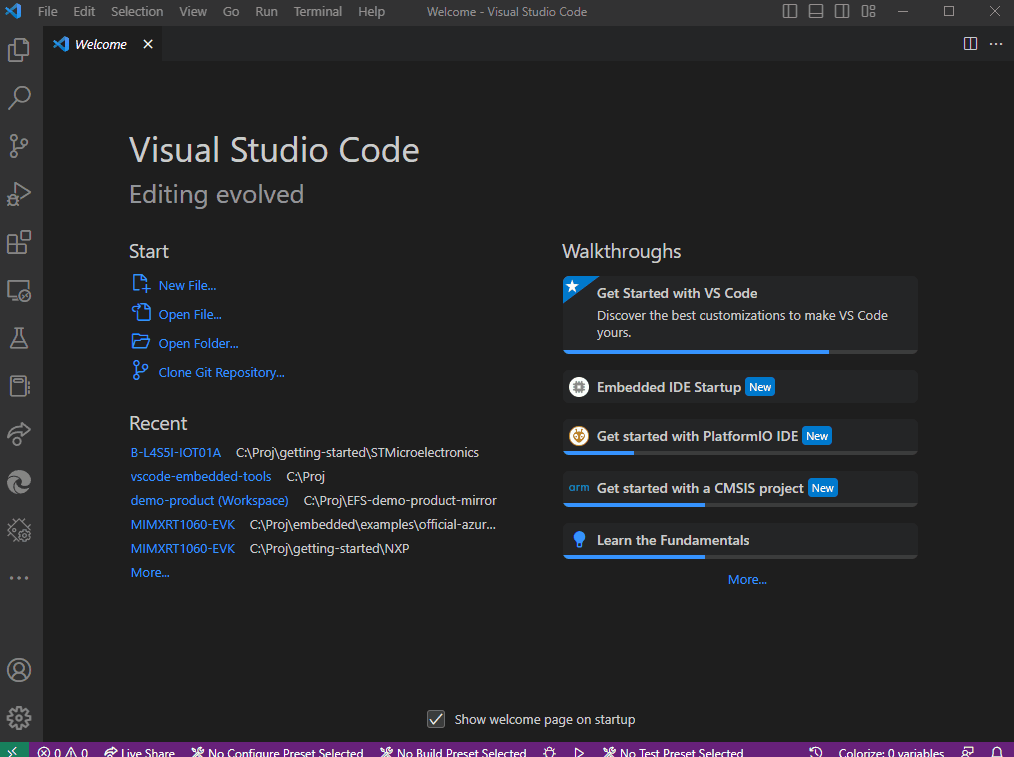 File Edit Selection View Go Run Terminal Help Welcome - Visual Studio Code
Welcome
Visual Studio Code
Editing evolved
Start
New File...
Open File...
Open Folder...
Clone Git Repository...
Recent
B-L4S5I-IOT01A C:\Proj\getting-started\STMicroelectronics
vscode-embedded-tools C:\Proj
demo-product (Workspace) C:\Proj\EFS-demo-product-mirror
MIMXRT1060-EVK C:\Proj\embedded\examples\official-azur...
MIMXRT1060-EVK C:\Proj\getting-started\NXP
More...
Walkthroughs
Get Started with VS Code
Discover the best customizations to make VS Code
yours.
Embedded IDE Startup New
Get started with PlatformIO IDE New
arm Get started with a CMSIS project New
Learn the Fundamentals
More...
Show welcome page on startup
0 0 Live Share No Configure Preset Selected No Build Preset Selected No Test Preset Selected Colorize: 0 variables